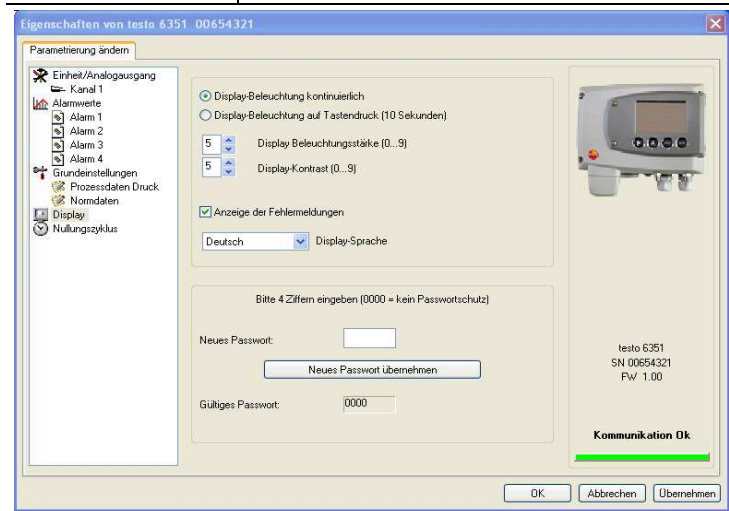 Eigenschaften von testo 6351 00654321
Parametrierung ändern
Einheit/Analogausgang
Kanal 1
Alarmwerte
Alarm 1
Alarm 2
Alarm 3
Alarm 4
Grundeinstellungen
Prozessdaten Druck
Normdaten
Display
Nullungszyklus
Display-Beleuchtung kontinuierlich
Display-Beleuchtung auf Tastendruck (10 Sekunden)
5 Display Beleuchtungsstärke (0...9)
5 Display-Kontrast (0...9)
Anzeige der Fehlermeldungen
Deutsch Display-Sprache
Bitte 4 Ziffern eingeben (0000 = kein Passwortschutz)
Neues Passwort:
Neues Passwort übernehmen
Gültiges Passwort: 0000
testo 6351
SN 00654321
FW 1.00
Kommunikation Ok
OK Abbrechen Übernehmen